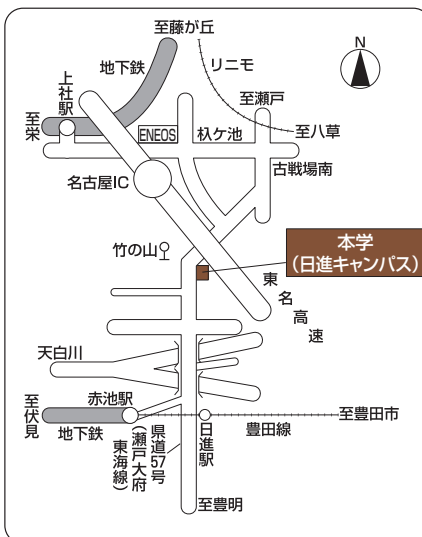 至藤が丘
地下鉄
リニモ
N
上社駅
至瀬戸
至栄
ENEOS
杁ケ池
至八草
古戦場南
名古屋IC
竹の山
本学
(日進キャンパス)
東名高速
天白川
赤池駅
至伏見
地下鉄
県道57号
(瀬戸大府
東海線)
日進駅
豊田線
至豊田市
至豊明